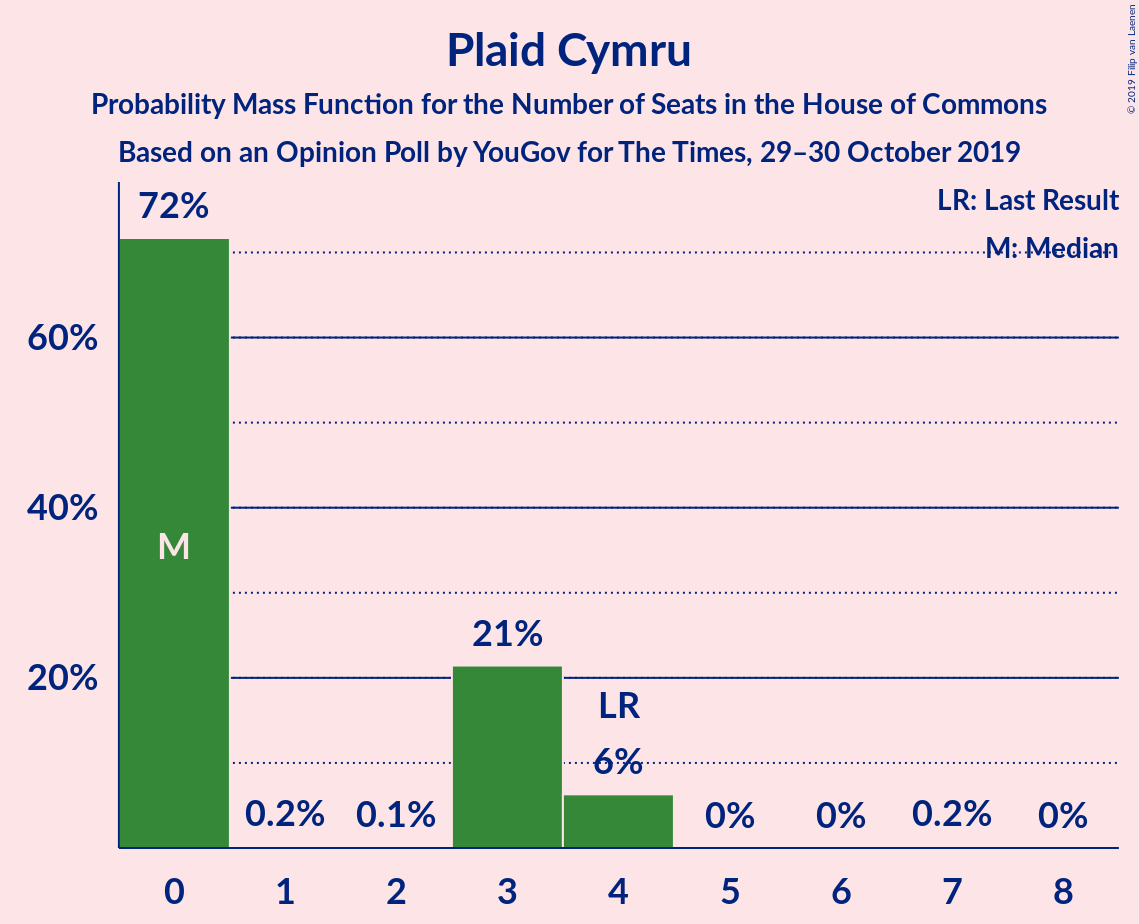 Plaid Cymru
Probability Mass Function for the Number of Seats in the House of Commons
Based on an Opinion Poll by YouGov for The Times, 29–30 October 2019
© 2019 Filip van Laenen
LR: Last Result
M: Median
72%
60%
40%
20%
M
0.2%
0.1%
21%
LR
6%
0%
0%
0.2%
0%
0 1 2 3 4 5 6 7 8